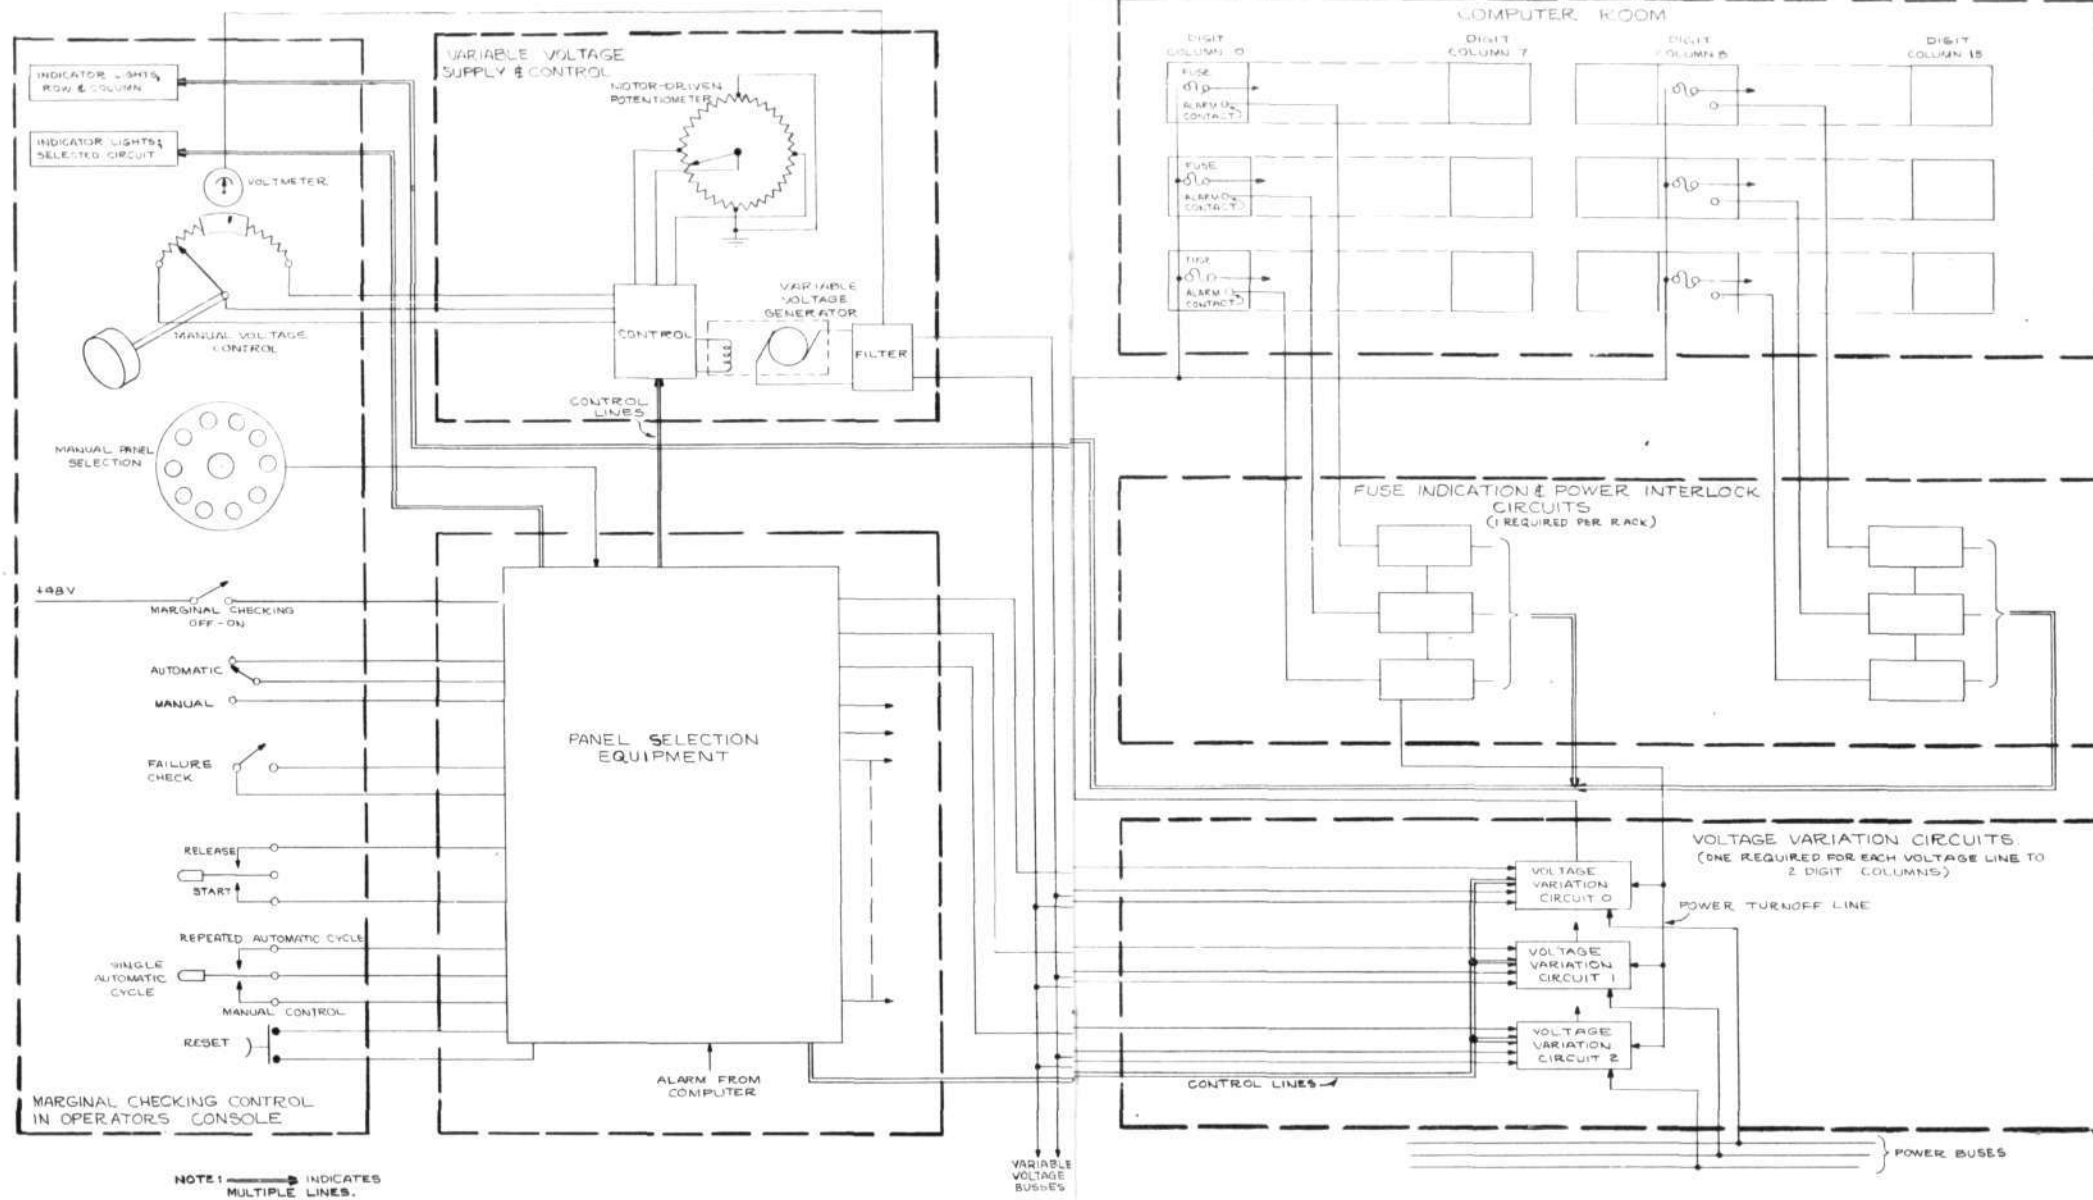 COMPUTER ROOM
DIGIT
COLUMN 0
DIGIT
COLUMN 7
DIGIT
COLUMN 8
DIGIT
COLUMN 15
FUSE
ALARM
CONTACT
FUSE
ALARM
CONTACT
FUSE
ALARM
CONTACT
INDICATOR LIGHTS,
ROW & COLUMN
INDICATOR LIGHTS;
SELECTED CIRCUIT
VOLTMETER
MANUAL VOLTAGE
CONTROL
MANUAL PANEL
SELECTION
VARIABLE VOLTAGE
SUPPLY & CONTROL
MOTOR-DRIVEN
POTENTIOMETER
VARIABLE
VOLTAGE
GENERATOR
CONTROL
FILTER
CONTROL
LINES
FUSE INDICATION & POWER INTERLOCK
CIRCUITS
(1 REQUIRED PER RACK)
+48V
MARGINAL CHECKING
OFF-ON
AUTOMATIC
MANUAL
FAILURE
CHECK
RELEASE
START
REPEATED AUTOMATIC CYCLE
SINGLE
AUTOMATIC
CYCLE
MANUAL CONTROL
RESET
MARGINAL CHECKING CONTROL
IN OPERATORS CONSOLE
PANEL SELECTION
EQUIPMENT
ALARM FROM
COMPUTER
VOLTAGE VARIATION CIRCUITS.
(ONE REQUIRED FOR EACH VOLTAGE LINE TO
2 DIGIT COLUMNS)
VOLTAGE
VARIATION
CIRCUIT 0
POWER TURNOFF LINE
VOLTAGE
VARIATION
CIRCUIT 1
VOLTAGE
VARIATION
CIRCUIT 2
CONTROL LINES
VARIABLE
VOLTAGE
BUSSES
POWER BUSES
NOTE: INDICATES
MULTIPLE LINES.